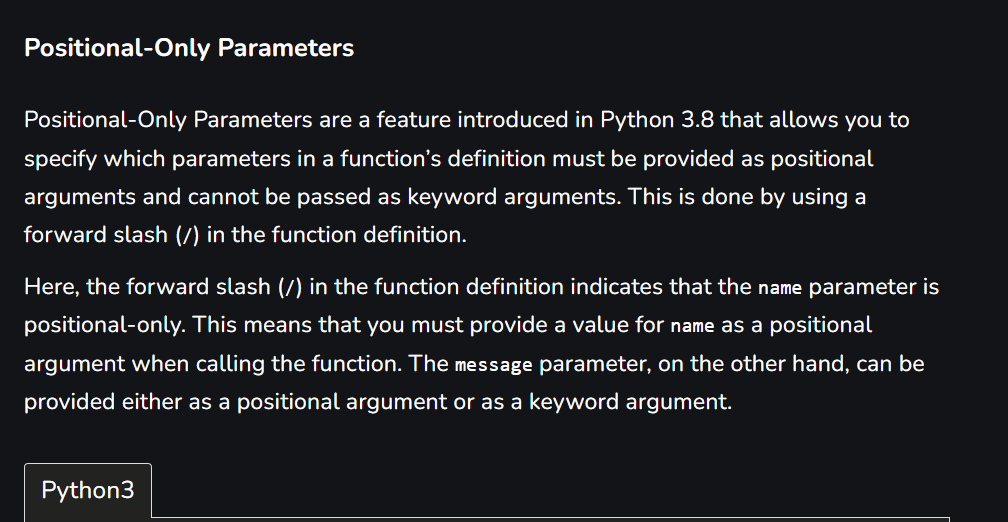 Positional-Only Parameters
Positional-Only Parameters are a feature introduced in Python 3.8 that allows you to
specify which parameters in a function’s definition must be provided as positional
arguments and cannot be passed as keyword arguments. This is done by using a
forward slash (/) in the function definition.
Here, the forward slash (/) in the function definition indicates that the name parameter is
positional-only. This means that you must provide a value for name as a positional
argument when calling the function. The message parameter, on the other hand, can be
provided either as a positional argument or as a keyword argument.
Python3